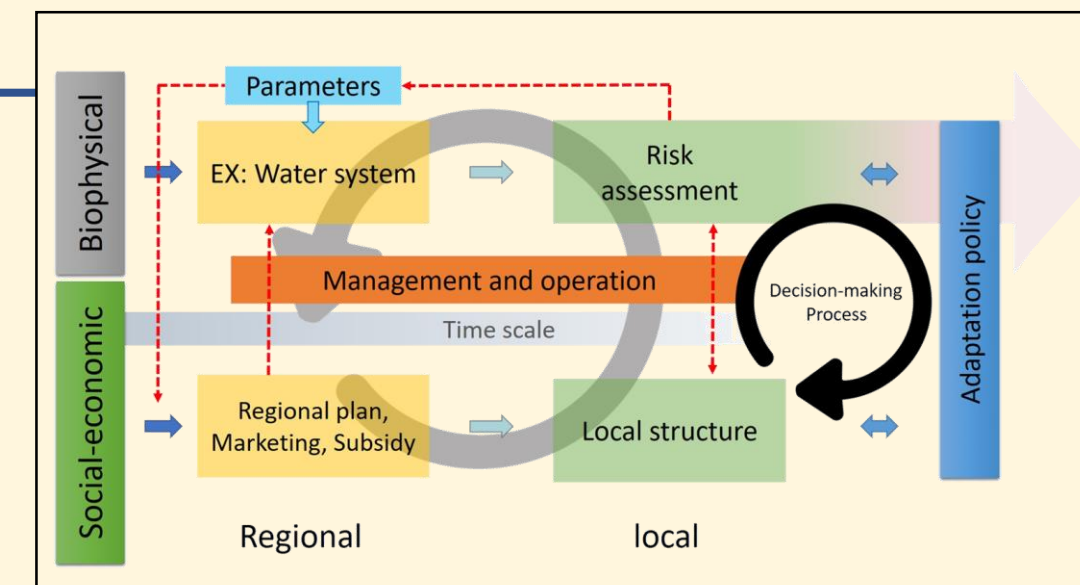 Biophysical
Social-economic
Parameters
EX: Water system
Risk
assessment
Management and operation
Time scale
Decision-making
Process
Regional plan,
Marketing, Subsidy
Local structure
Adaptation policy
Regional
local